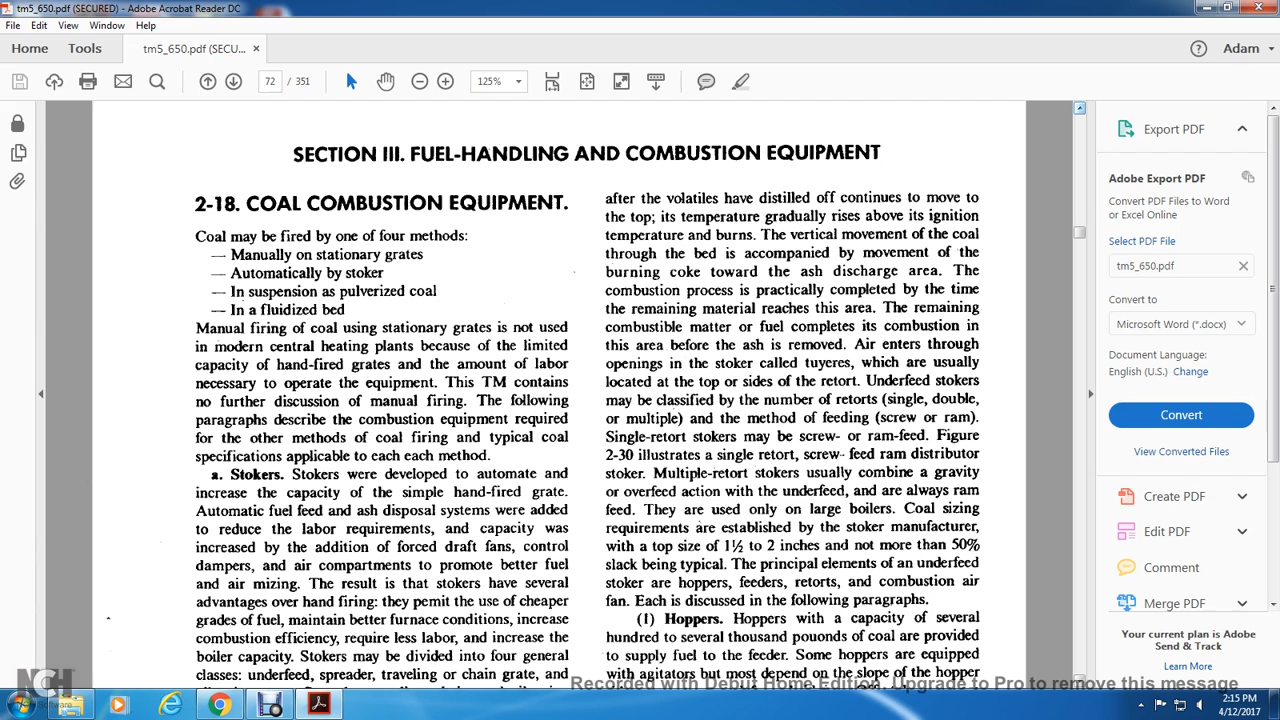 tm5_650.pdf (SECURED) - Adobe Acrobat Reader DC
File Edit View Window Help
Home Tools tm5_650.pdf (SECU... × Adam
72 / 351 125%
SECTION III. FUEL-HANDLING AND COMBUSTION EQUIPMENT
2-18. COAL COMBUSTION EQUIPMENT.
Coal may be fired by one of four methods:
— Manually on stationary grates
— Automatically by stoker
— In suspension as pulverized coal
— In a fluidized bed
Manual firing of coal using stationary grates is not used
in modern central heating plants because of the limited
capacity of hand-fired grates and the amount of labor
necessary to operate the equipment. This TM contains
no further discussion of manual firing. The following
paragraphs describe the combustion equipment required
for the other methods of coal firing and typical coal
specifications applicable to each each method.
a. Stokers. Stokers were developed to automate and
increase the capacity of the simple hand-fired grate.
Automatic fuel feed and ash disposal systems were added
to reduce the labor requirements, and capacity was
increased by the addition of forced draft fans, control
dampers, and air compartments to promote better fuel
and air mizing. The result is that stokers have several
advantages over hand firing: they pemit the use of cheaper
grades of fuel, maintain better furnace conditions, increase
combustion efficiency, require less labor, and increase the
boiler capacity. Stokers may be divided into four general
classes: underfeed, spreader, traveling or chain grate, and
after the volatiles have distilled off continues to move to
the top; its temperature gradually rises above its ignition
temperature and burns. The vertical movement of the coal
through the bed is accompanied by movement of the
burning coke toward the ash discharge area. The
combustion process is practically completed by the time
the remaining material reaches this area. The remaining
combustible matter or fuel completes its combustion in
this area before the ash is removed. Air enters through
openings in the stoker called tuyeres, which are usually
located at the top or sides of the retort. Underfeed stokers
may be classified by the number of retorts (single, double,
or multiple) and the method of feeding (screw or ram).
Single-retort stokers may be screw- or ram-feed. Figure
2-30 illustrates a single retort, screw- feed ram distributor
stoker. Multiple-retort stokers usually combine a gravity
or overfeed action with the underfeed, and are always ram
feed. They are used only on large boilers. Coal sizing
requirements are established by the stoker manufacturer,
with a top size of 1½ to 2 inches and not more than 50%
slack being typical. The principal elements of an underfeed
stoker are hoppers, feeders, retorts, and combustion air
fan. Each is discussed in the following paragraphs.
(1) Hoppers. Hoppers with a capacity of several
hundred to several thousand pouonds of coal are provided
to supply fuel to the feeder. Some hoppers are equipped
with agitators but most depend on the slope of the hopper
Export PDF
Adobe Export PDF
Convert PDF Files to Word
or Excel Online
Select PDF File
tm5_650.pdf
Convert to
Microsoft Word (*.docx)
Document Language:
English (U.S.) Change
Convert
View Converted Files
Create PDF
Edit PDF
Comment
Merge PDF
Your current plan is Adobe
Send & Track
Learn More
NCH
Software
Recorded with Debut Home Edition. Upgrade to Pro to remove this message
2:15 PM
4/12/2017